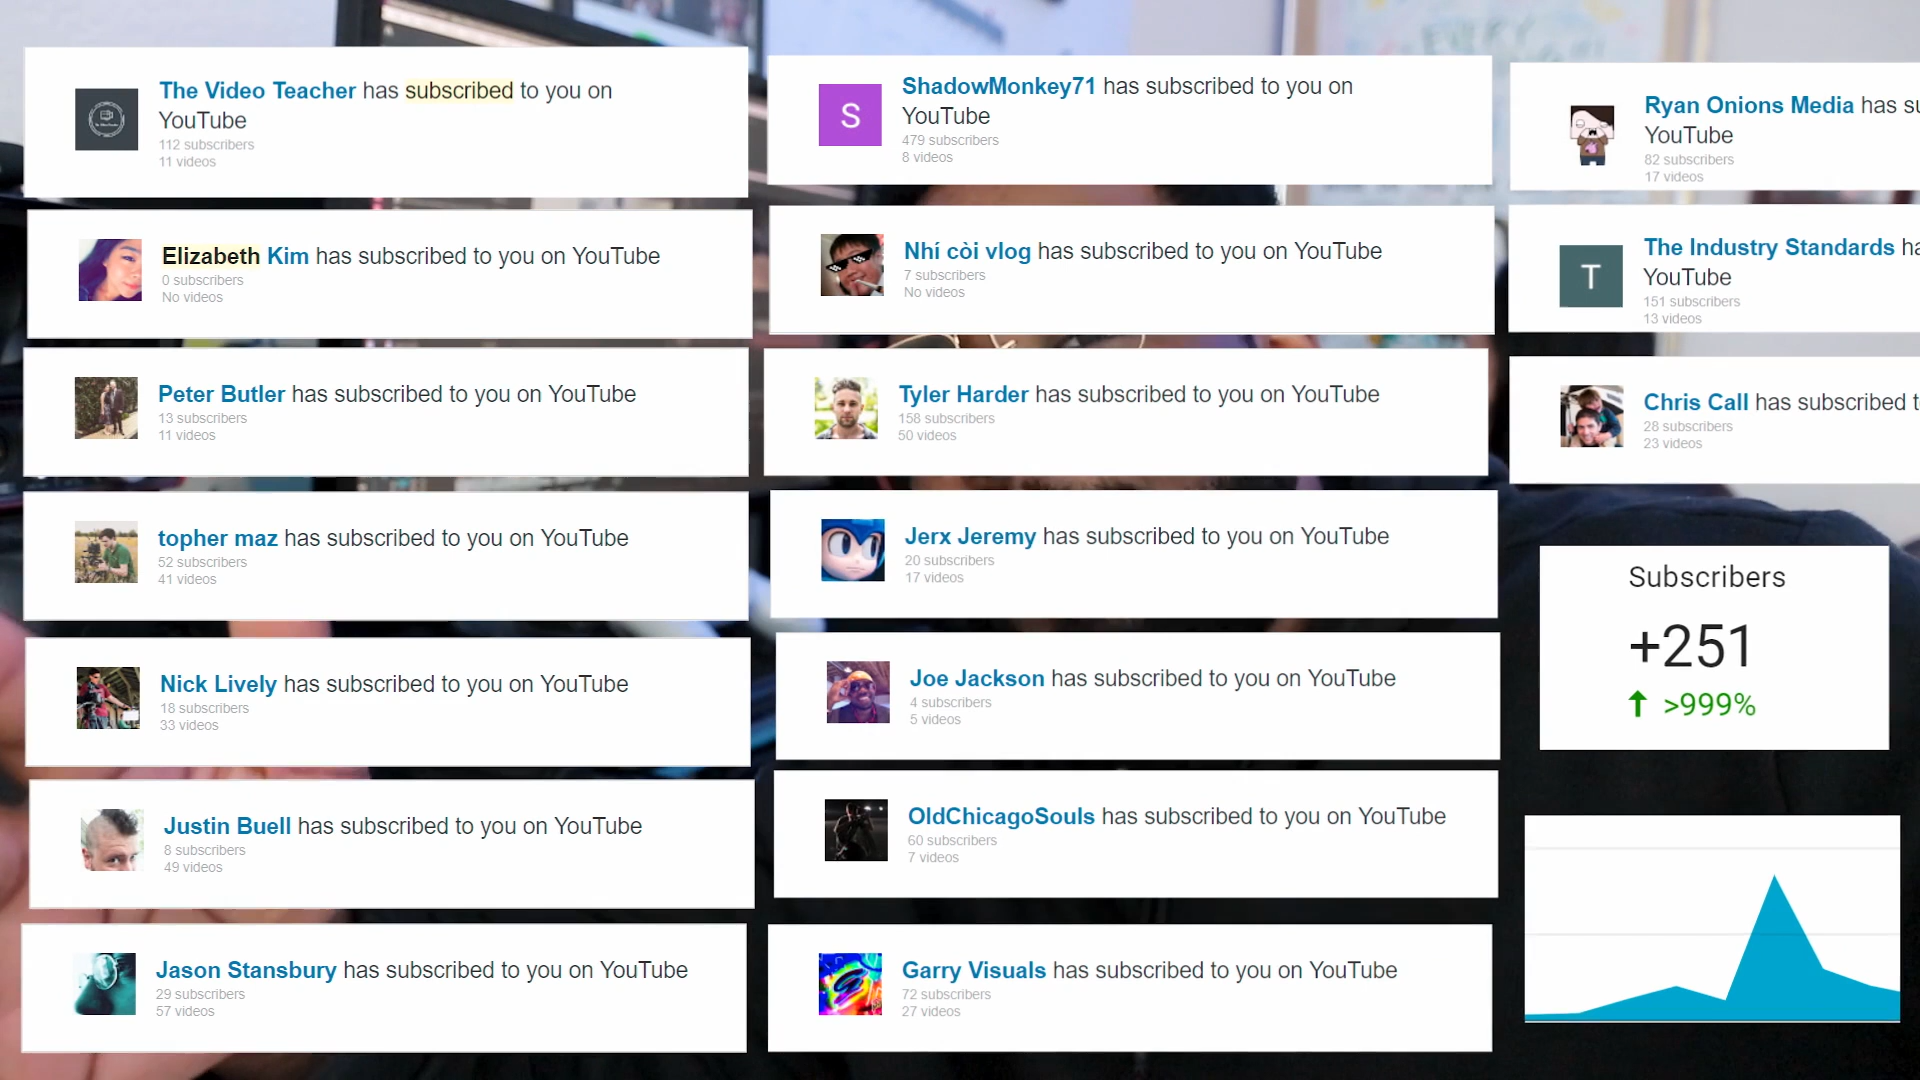 The Video Teacher has subscribed to you on
YouTube
112 subscribers
11 videos
Elizabeth Kim has subscribed to you on YouTube
0 subscribers
No videos
Peter Butler has subscribed to you on YouTube
13 subscribers
11 videos
topher maz has subscribed to you on YouTube
52 subscribers
41 videos
Nick Lively has subscribed to you on YouTube
18 subscribers
33 videos
Justin Buell has subscribed to you on YouTube
8 subscribers
49 videos
Jason Stansbury has subscribed to you on YouTube
29 subscribers
57 videos
S
ShadowMonkey71 has subscribed to you on
YouTube
479 subscribers
8 videos
Nhí còi vlog has subscribed to you on YouTube
7 subscribers
No videos
Tyler Harder has subscribed to you on YouTube
158 subscribers
50 videos
Jerx Jeremy has subscribed to you on YouTube
20 subscribers
17 videos
Joe Jackson has subscribed to you on YouTube
4 subscribers
5 videos
OldChicagoSouls has subscribed to you on YouTube
60 subscribers
7 videos
Garry Visuals has subscribed to you on YouTube
72 subscribers
27 videos
Ryan Onions Media has su
YouTube
82 subscribers
17 videos
T
The Industry Standards ha
YouTube
151 subscribers
13 videos
Chris Call has subscribed t
28 subscribers
23 videos
Subscribers
+251
↑ >999%